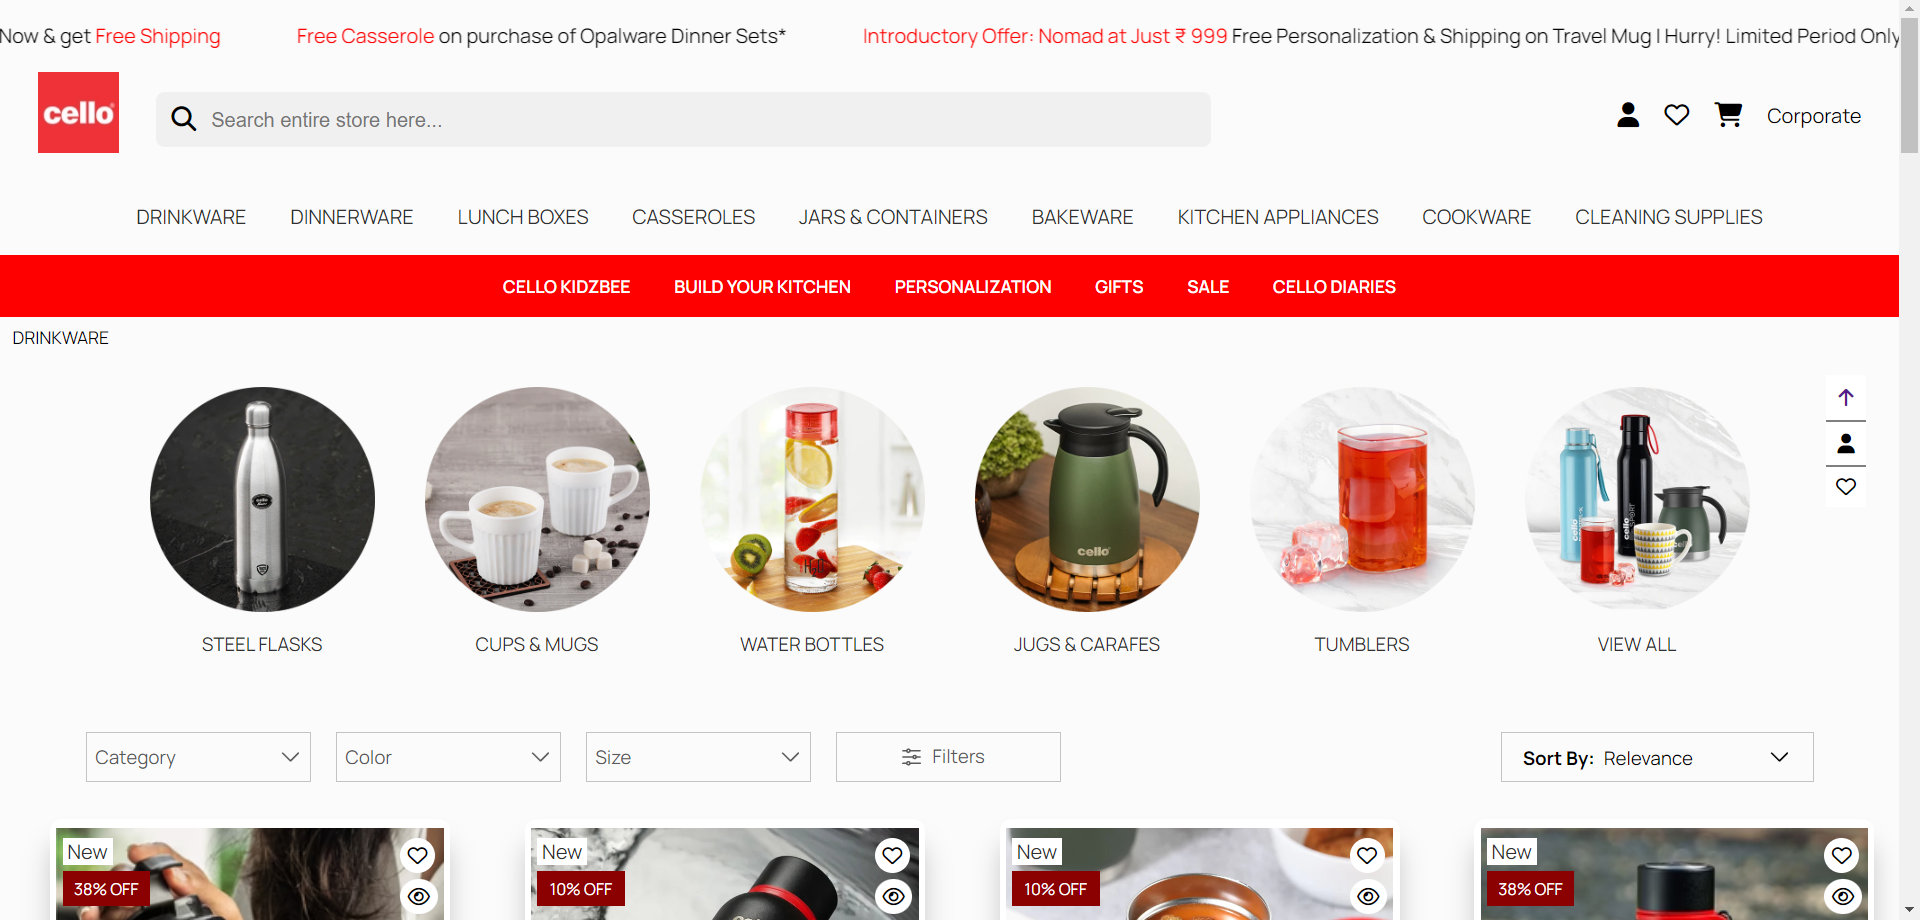 Now & get Free Shipping Free Casserole on purchase of Opalware Dinner Sets* Introductory Offer: Nomad at Just ₹ 999 Free Personalization & Shipping on Travel Mug | Hurry! Limited Period Only
cello
Search entire store here...
Corporate
DRINKWARE DINNERWARE LUNCH BOXES CASSEROLES JARS & CONTAINERS BAKEWARE KITCHEN APPLIANCES COOKWARE CLEANING SUPPLIES
CELLO KIDZBEE BUILD YOUR KITCHEN PERSONALIZATION GIFTS SALE CELLO DIARIES
DRINKWARE
cello
STEEL FLASKS CUPS & MUGS WATER BOTTLES JUGS & CARAFES TUMBLERS VIEW ALL
Category Color Size Filters Sort By: Relevance
New New New New
38% OFF 10% OFF 10% OFF 38% OFF